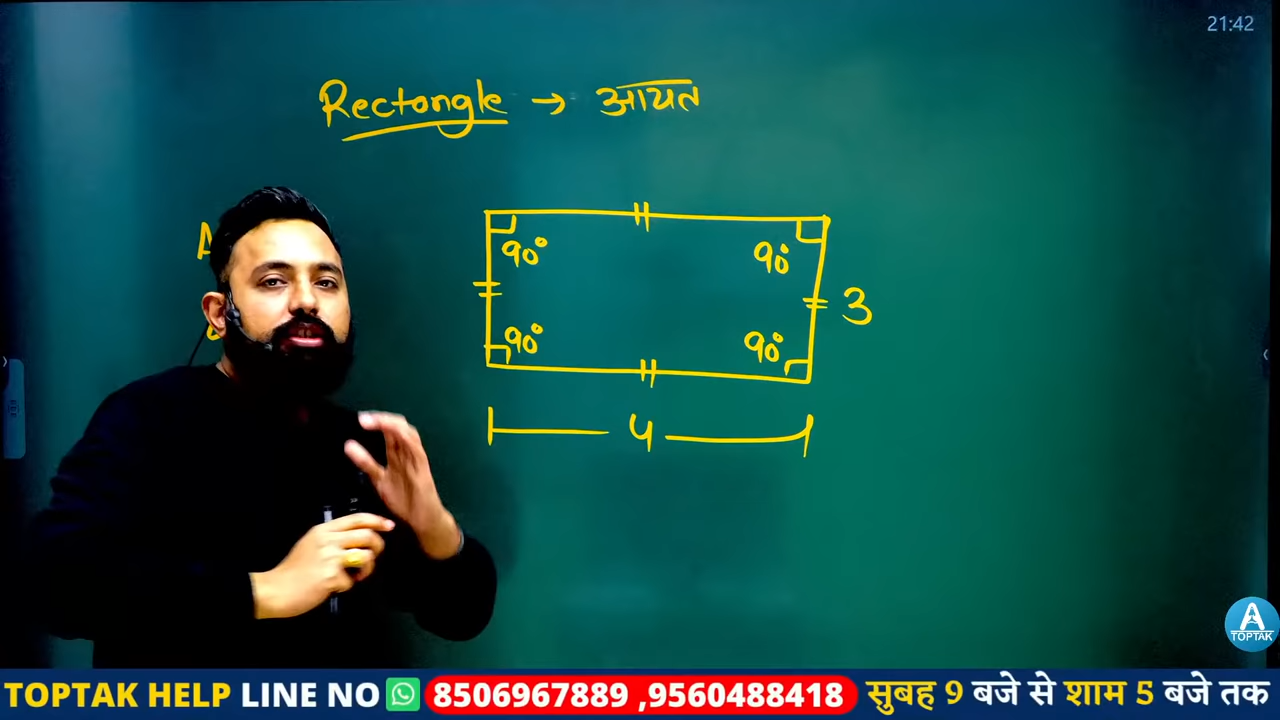 21:42
Rectangle → आयत
90° 90°
3
90° 90°
4
A
TOPTAK
TOPTAK HELP LINE NO 8506967889 ,9560488418 सुबह 9 बजे से शाम 5 बजे तक